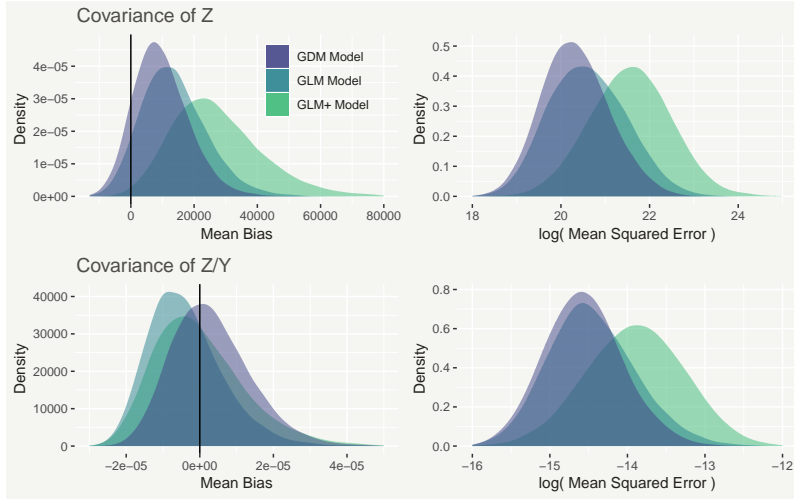 Covariance of Z
Density
4e−05
3e−05
2e−05
1e−05
0e+00
0
20000
40000
60000
80000
Mean Bias
GDM Model
GLM Model
GLM+ Model
Density
0.5
0.4
0.3
0.2
0.1
0.0
18
20
22
24
log( Mean Squared Error )
Covariance of Z/Y
Density
40000
30000
20000
10000
0
−2e−05
0e+00
2e−05
4e−05
Mean Bias
Density
0.8
0.6
0.4
0.2
0.0
−16
−15
−14
−13
−12
log( Mean Squared Error )